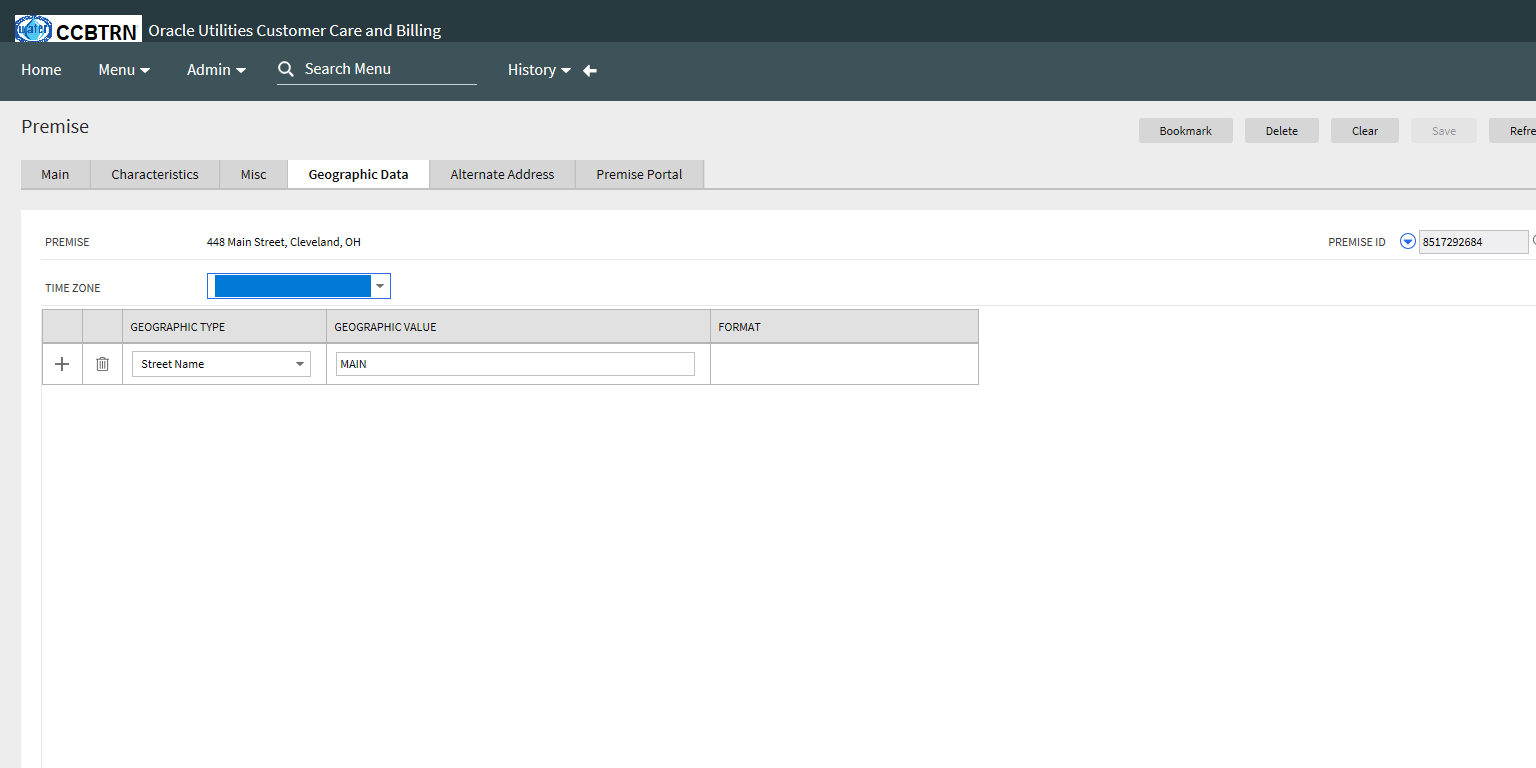 water CCBTRN Oracle Utilities Customer Care and Billing
Home Menu Admin Search Menu History
Premise
Bookmark Delete Clear Save Refre
Main Characteristics Misc Geographic Data Alternate Address Premise Portal
PREMISE 448 Main Street, Cleveland, OH PREMISE ID 8517292684
TIME ZONE
GEOGRAPHIC TYPE GEOGRAPHIC VALUE FORMAT
Street Name MAIN